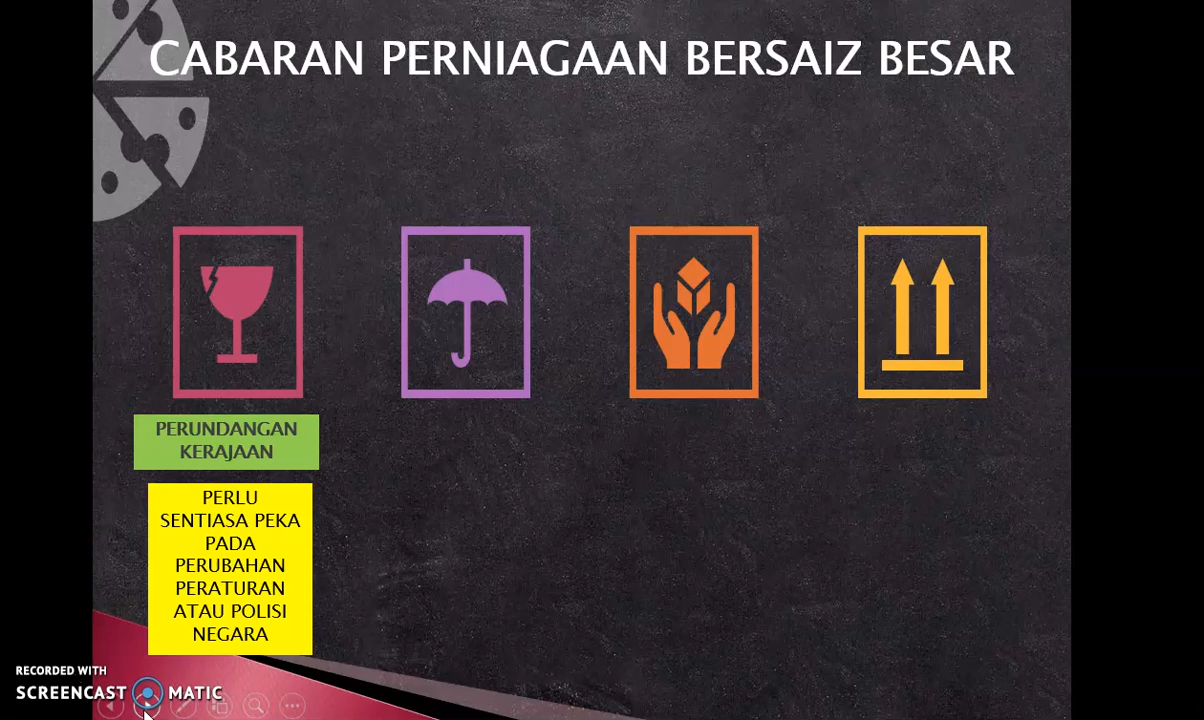 CABARAN PERNIAGAAN BERSAIZ BESAR
PERUNDANGAN
KERAJAAN
PERLU
SENTIASA PEKA
PADA
PERUBAHAN
PERATURAN
ATAU POLISI
NEGARA
RECORDED WITH
SCREENCAST MATIC